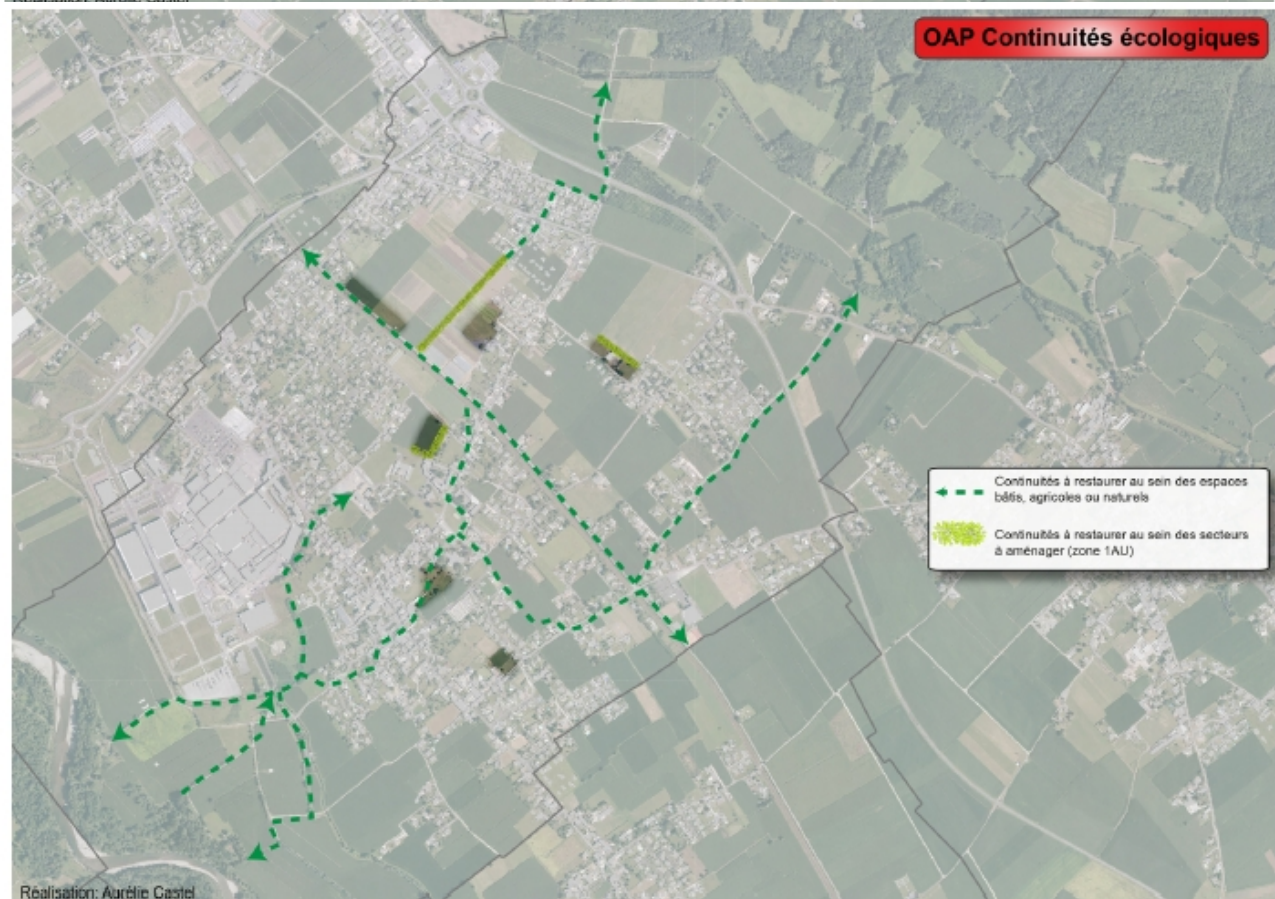 OAP Continuités écologiques
Continuités à restaurer au sein des espaces
bâtis, agricoles ou naturels
Continuités à restaurer au sein des secteurs
à aménager (zone 1AU)
Réalisation: Aurélie Castel